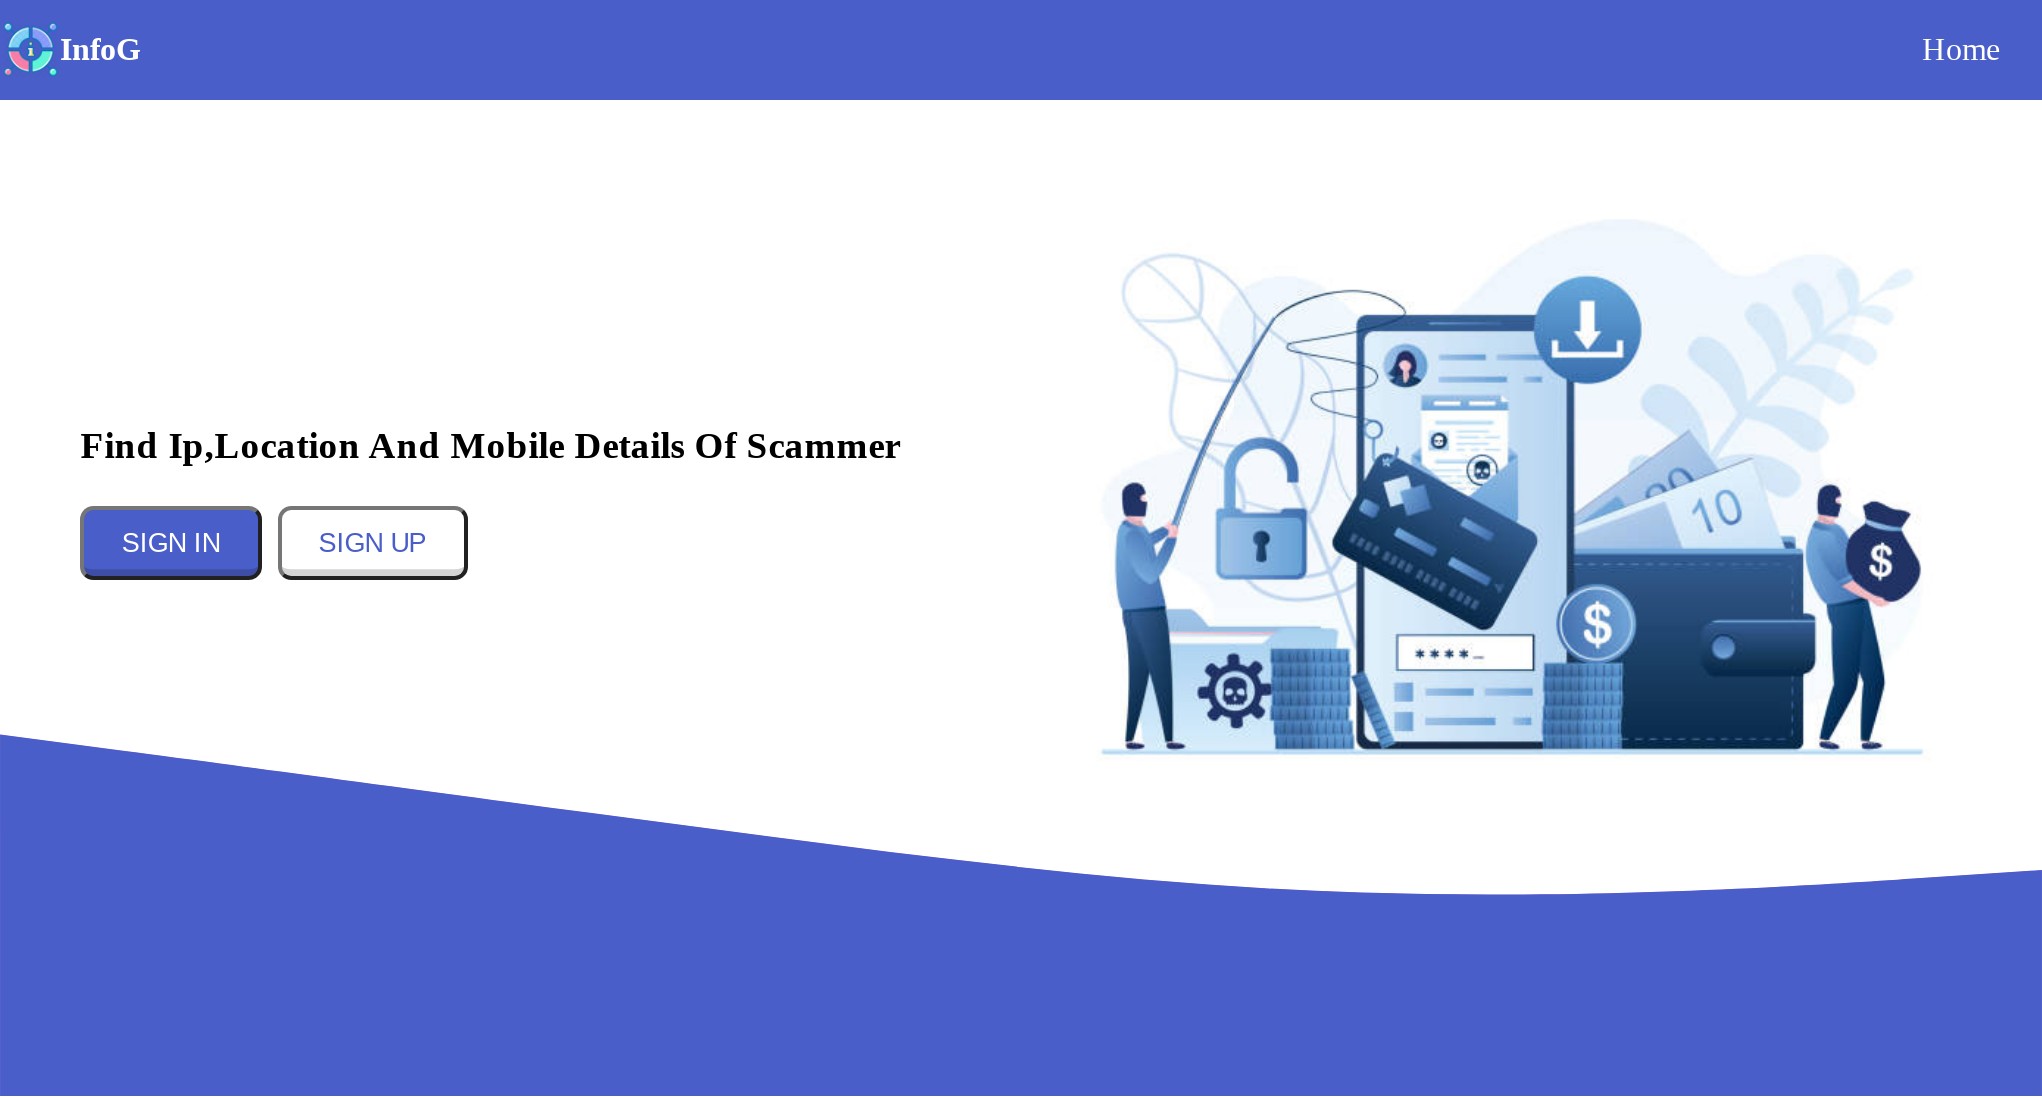 InfoG
Home
Find Ip,Location And Mobile Details Of Scammer
SIGN IN
SIGN UP
10
$
$
****_